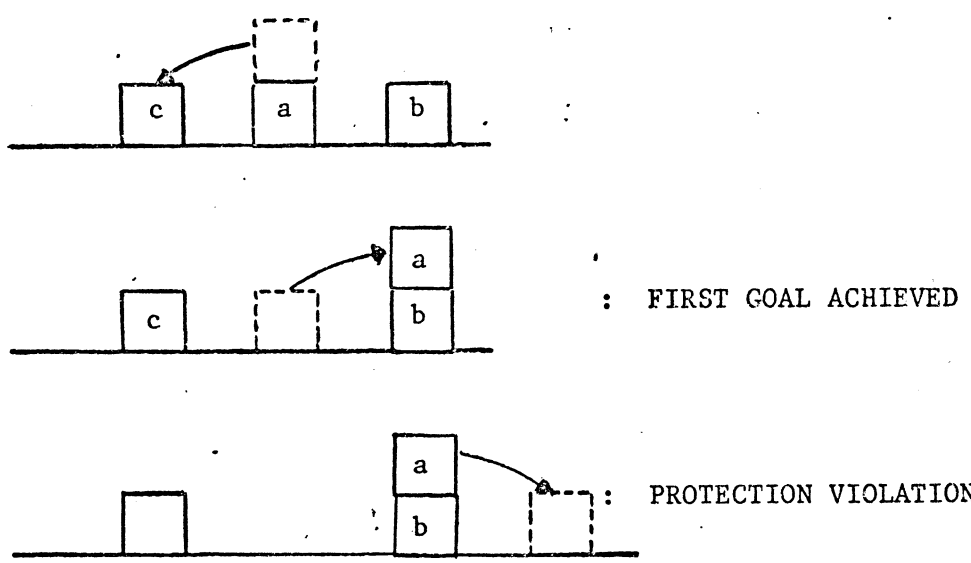 c a b
a
: FIRST GOAL ACHIEVED
c b
a
: PROTECTION VIOLATION
b